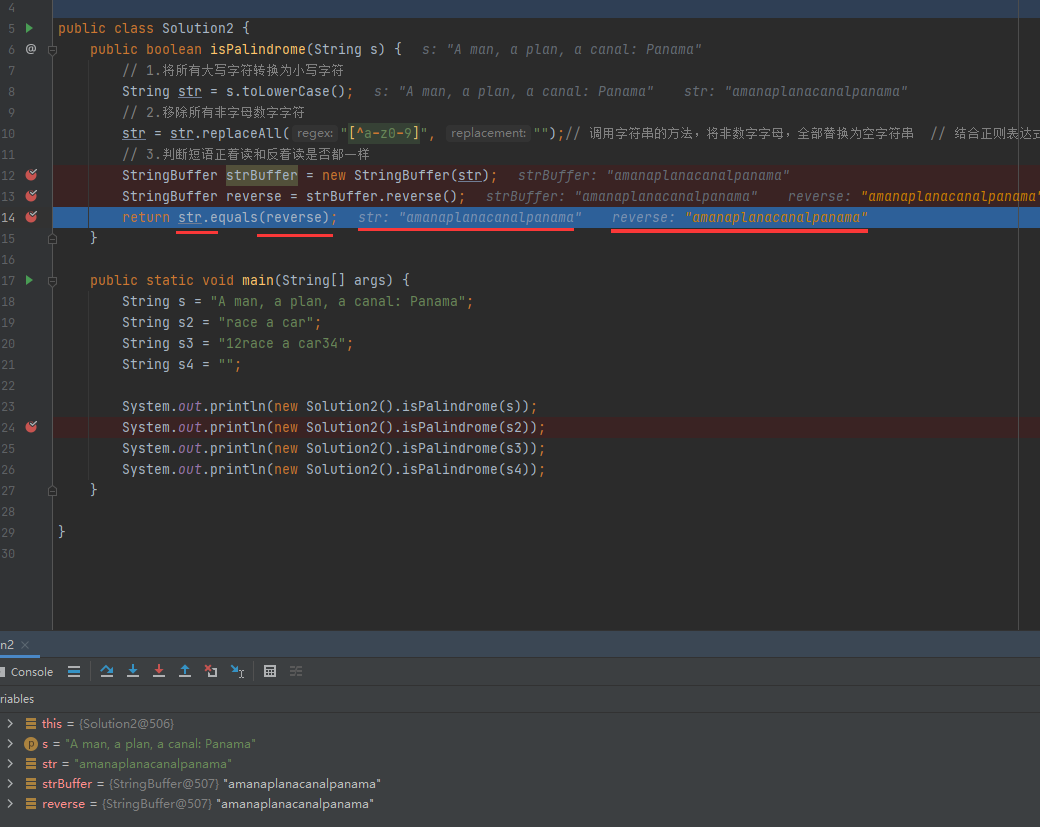 4
5 public class Solution2 {
6 @ public boolean isPalindrome(String s) { s: "A man, a plan, a canal: Panama"
7 // 1.将所有大写字符转换为小写字符
8 String str = s.toLowerCase(); s: "A man, a plan, a canal: Panama" str: "amanaplanacanalpanama"
9 // 2.移除所有非字母数字字符
10 str = str.replaceAll( regex: "[^a-z0-9]", replacement: "");// 调用字符串的方法，将非数字字母，全部替换为空字符串 // 结合正则表达式
11 // 3.判断短语正着读和反着读是否都一样
12 StringBuffer strBuffer = new StringBuffer(str); strBuffer: "amanaplanacanalpanama"
13 StringBuffer reverse = strBuffer.reverse(); strBuffer: "amanaplanacanalpanama" reverse: "amanaplanacanalpanama"
14 return str.equals(reverse); str: "amanaplanacanalpanama" reverse: "amanaplanacanalpanama"
15 }
16
17 public static void main(String[] args) {
18 String s = "A man, a plan, a canal: Panama";
19 String s2 = "race a car";
20 String s3 = "12race a car34";
21 String s4 = "";
22
23 System.out.println(new Solution2().isPalindrome(s));
24 System.out.println(new Solution2().isPalindrome(s2));
25 System.out.println(new Solution2().isPalindrome(s3));
26 System.out.println(new Solution2().isPalindrome(s4));
27 }
28
29 }
30
n2 ×
Console
riables
this = {Solution2@506}
p s = "A man, a plan, a canal: Panama"
str = "amanaplanacanalpanama"
strBuffer = {StringBuffer@507} "amanaplanacanalpanama"
reverse = {StringBuffer@507} "amanaplanacanalpanama"